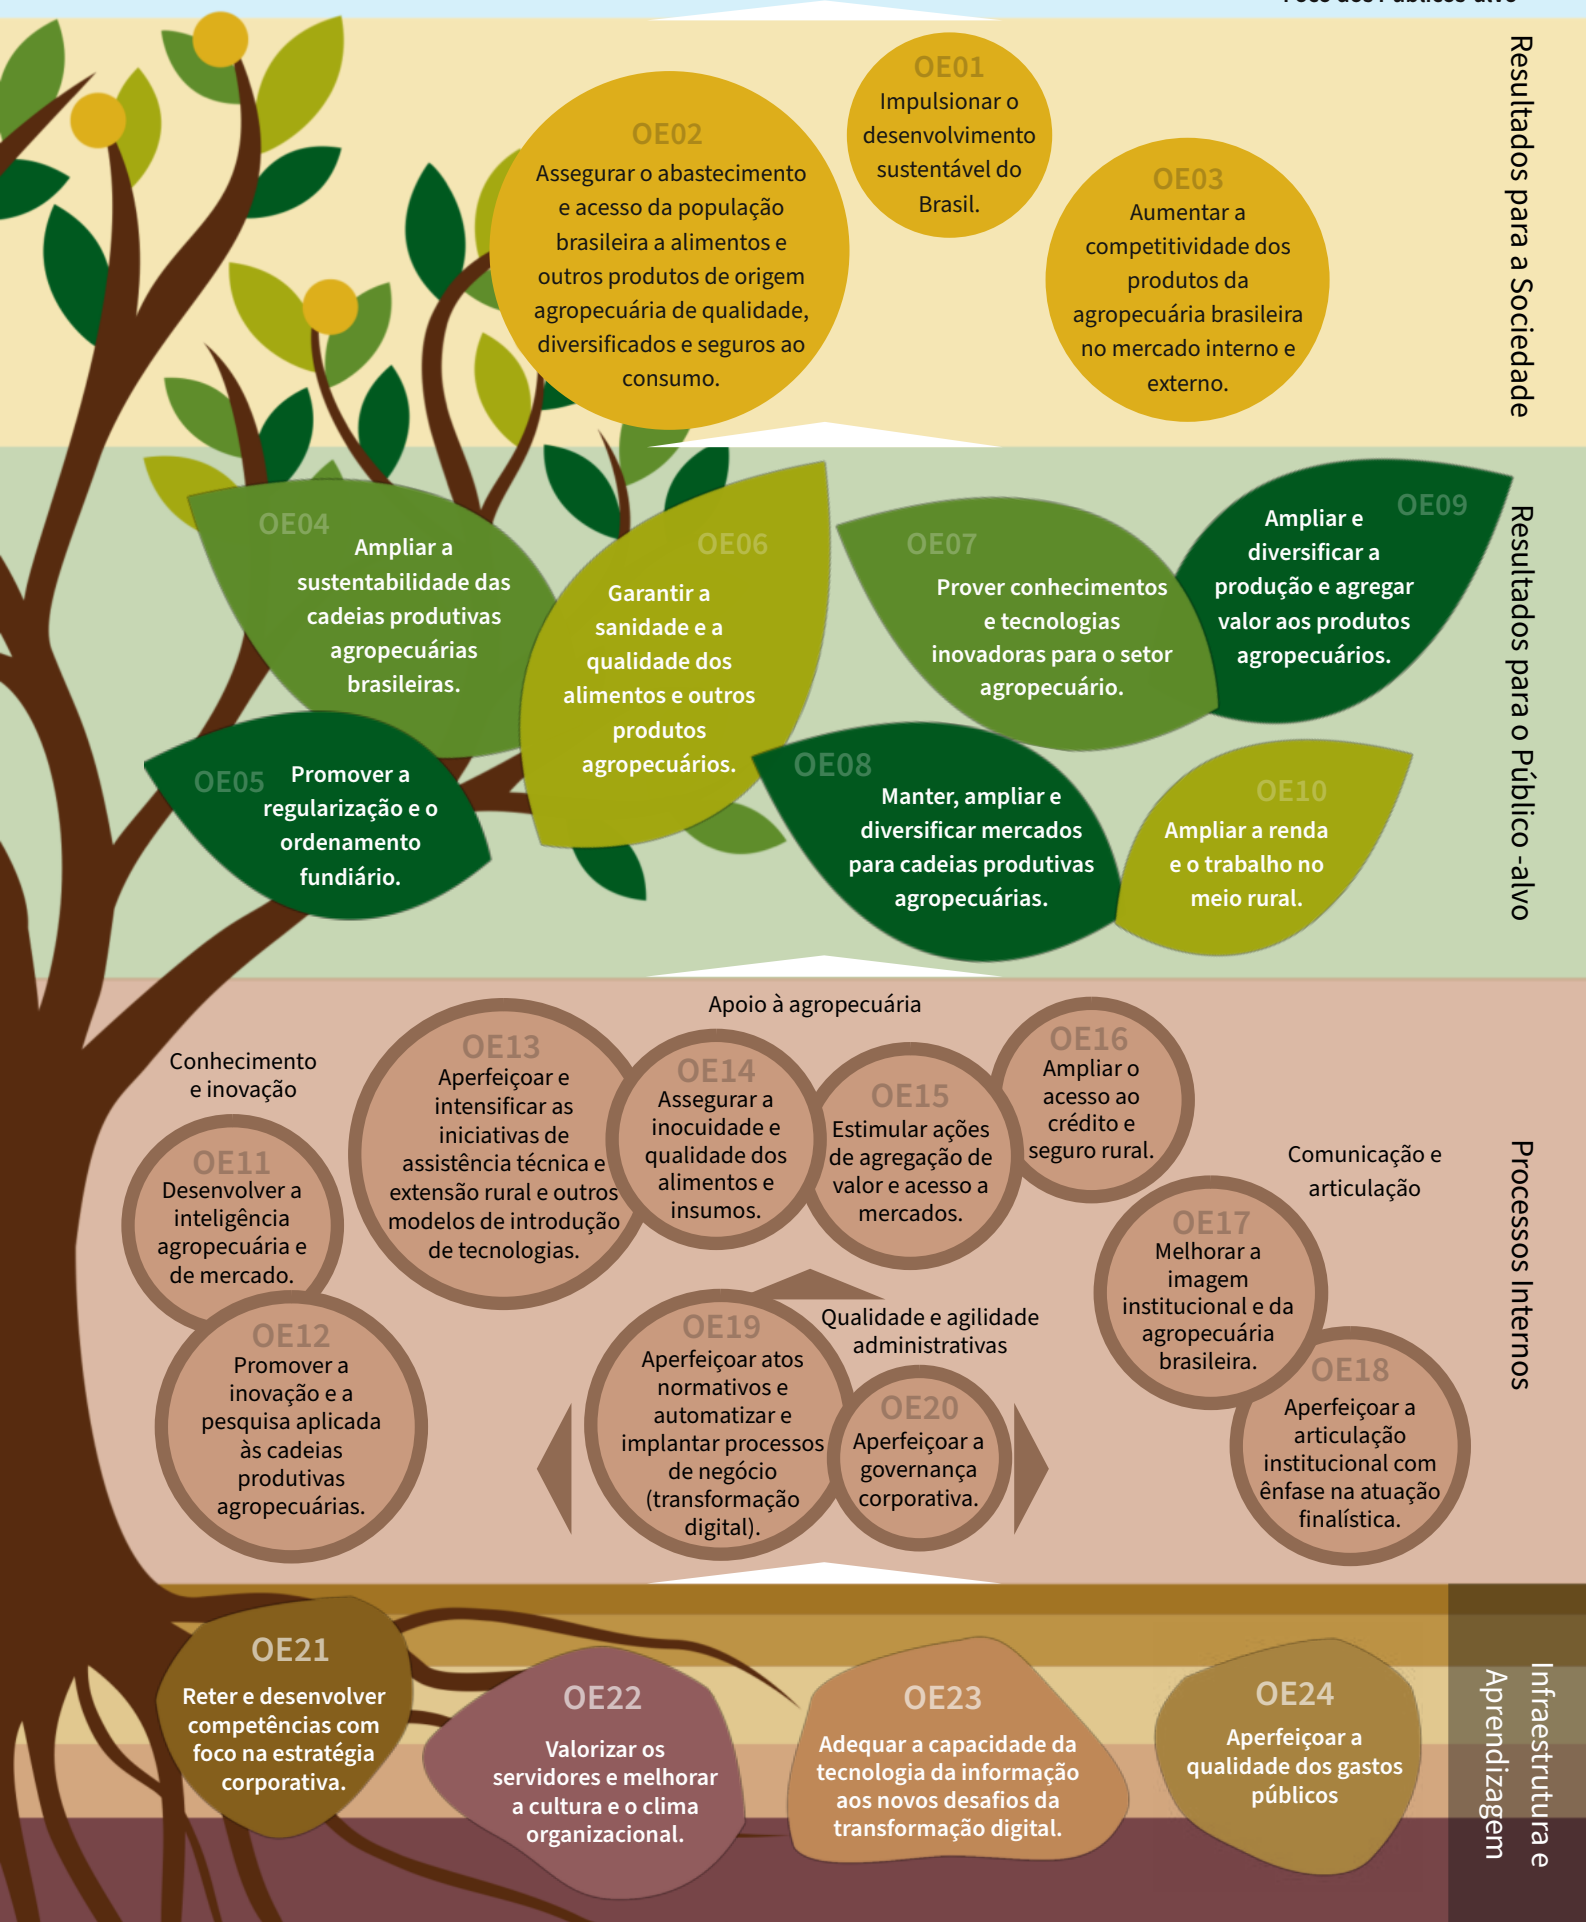 Foco dos Públicos-alvo
Resultados para a Sociedade
OE01
Impulsionar o
desenvolvimento
sustentável do
Brasil.
OE02
Assegurar o abastecimento
e acesso da população
brasileira a alimentos e
outros produtos de origem
agropecuária de qualidade,
diversificados e seguros ao
consumo.
OE03
Aumentar a
competitividade dos
produtos da
agropecuária brasileira
no mercado interno e
externo.
Resultados para o Público -alvo
OE04
Ampliar a
sustentabilidade das
cadeias produtivas
agropecuárias
brasileiras.
OE05
Promover a
regularização e o
ordenamento
fundiário.
OE06
Garantir a
sanidade e a
qualidade dos
alimentos e outros
produtos
agropecuários.
OE07
Prover conhecimentos
e tecnologias
inovadoras para o setor
agropecuário.
OE08
Manter, ampliar e
diversificar mercados
para cadeias produtivas
agropecuárias.
OE09
Ampliar e
diversificar a
produção e agregar
valor aos produtos
agropecuários.
OE10
Ampliar a renda
e o trabalho no
meio rural.
Processos Internos
Conhecimento
e inovação
OE11
Desenvolver a
inteligência
agropecuária e
de mercado.
OE12
Promover a
inovação e a
pesquisa aplicada
às cadeias
produtivas
agropecuárias.
Apoio à agropecuária
OE13
Aperfeiçoar e
intensificar as
iniciativas de
assistência técnica e
extensão rural e outros
modelos de introdução
de tecnologias.
OE14
Assegurar a
inocuidade e
qualidade dos
alimentos e
insumos.
OE15
Estimular ações
de agregação de
valor e acesso a
mercados.
OE16
Ampliar o
acesso ao
crédito e
seguro rural.
Comunicação e
articulação
OE17
Melhorar a
imagem
institucional e da
agropecuária
brasileira.
OE18
Aperfeiçoar a
articulação
institucional com
ênfase na atuação
finalística.
Qualidade e agilidade
administrativas
OE19
Aperfeiçoar atos
normativos e
automatizar e
implantar processos
de negócio
(transformação
digital).
OE20
Aperfeiçoar a
governança
corporativa.
Infraestrutura e
Aprendizagem
OE21
Reter e desenvolver
competências com
foco na estratégia
corporativa.
OE22
Valorizar os
servidores e melhorar
a cultura e o clima
organizacional.
OE23
Adequar a capacidade da
tecnologia da informação
aos novos desafios da
transformação digital.
OE24
Aperfeiçoar a
qualidade dos gastos
públicos